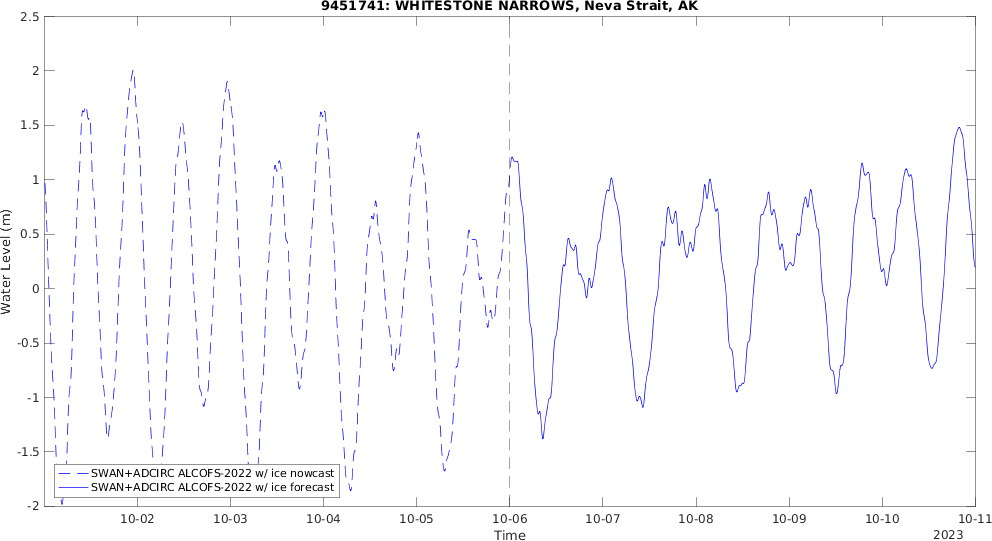 9451741: WHITESTONE NARROWS, Neva Strait, AK
2.5
2
1.5
1
0.5
0
-0.5
-1
-1.5
-2
Water Level (m)
SWAN+ADCIRC ALCOFS-2022 w/ ice nowcast
SWAN+ADCIRC ALCOFS-2022 w/ ice forecast
10-02 10-03 10-04 10-05 10-06 10-07 10-08 10-09 10-10 10-11
Time
2023